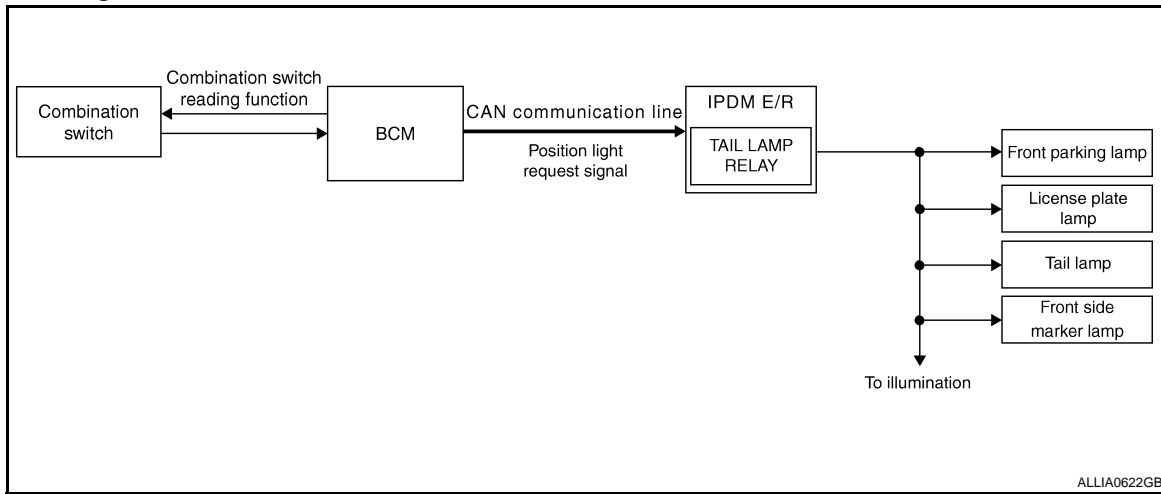 Combination switch
reading function
Combination
switch
BCM
CAN communication line
Position light
request signal
IPDM E/R
TAIL LAMP
RELAY
Front parking lamp
License plate
lamp
Tail lamp
Front side
marker lamp
To illumination
ALLIA0622GB